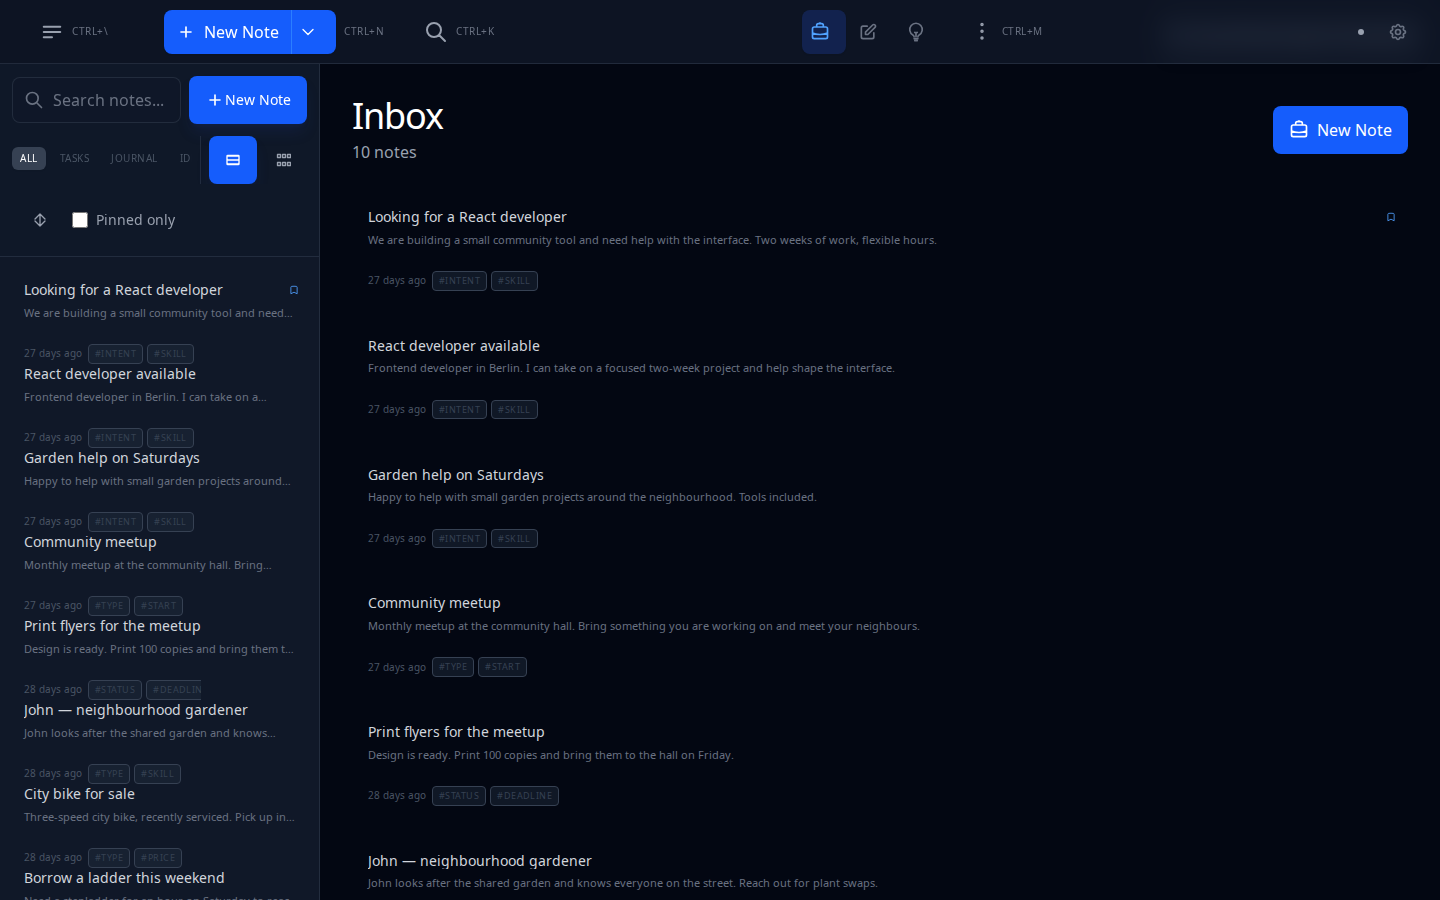 CTRL+\ New Note CTRL+N CTRL+K CTRL+M
Search notes... New Note
ALL TASKS JOURNAL ID
Pinned only
Looking for a React developer
We are building a small community tool and need...
27 days ago #INTENT #SKILL
React developer available
Frontend developer in Berlin. I can take on a...
27 days ago #INTENT #SKILL
Garden help on Saturdays
Happy to help with small garden projects around...
27 days ago #INTENT #SKILL
Community meetup
Monthly meetup at the community hall. Bring...
27 days ago #TYPE #START
Print flyers for the meetup
Design is ready. Print 100 copies and bring them t...
28 days ago #STATUS #DEADLIN
John — neighbourhood gardener
John looks after the shared garden and knows...
28 days ago #TYPE #SKILL
City bike for sale
Three-speed city bike, recently serviced. Pick up in...
28 days ago #TYPE #PRICE
Borrow a ladder this weekend
Inbox
10 notes
New Note
Looking for a React developer
We are building a small community tool and need help with the interface. Two weeks of work, flexible hours.
27 days ago #INTENT #SKILL
React developer available
Frontend developer in Berlin. I can take on a focused two-week project and help shape the interface.
27 days ago #INTENT #SKILL
Garden help on Saturdays
Happy to help with small garden projects around the neighbourhood. Tools included.
27 days ago #INTENT #SKILL
Community meetup
Monthly meetup at the community hall. Bring something you are working on and meet your neighbours.
27 days ago #TYPE #START
Print flyers for the meetup
Design is ready. Print 100 copies and bring them to the hall on Friday.
28 days ago #STATUS #DEADLINE
John — neighbourhood gardener
John looks after the shared garden and knows everyone on the street. Reach out for plant swaps.